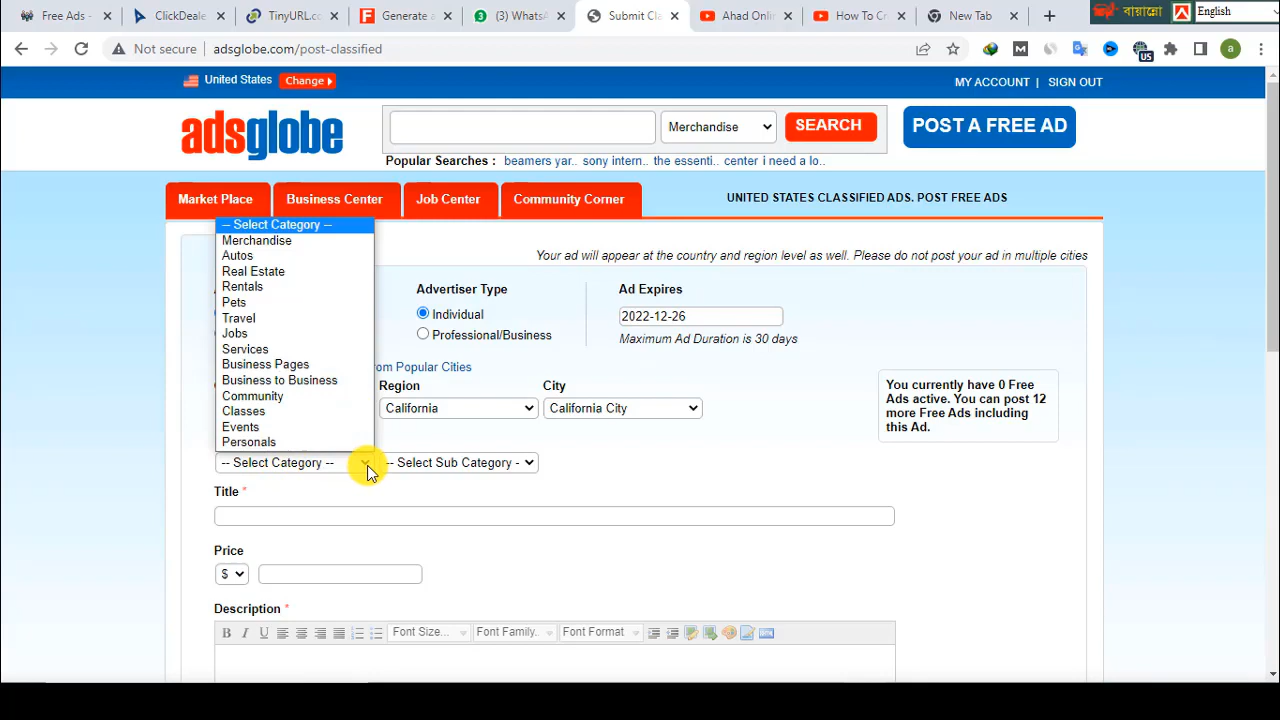 Free Ads -
ClickDeale
TinyURL.cc
Generate s
(3) WhatsA
Submit Cla
Ahad Onli
How To Cr
New Tab
বায়ান্নো
English
Not secure
adsglobe.com/post-classified
US
a
United States
Change
MY ACCOUNT | SIGN OUT
adsglobe
Merchandise
SEARCH
POST A FREE AD
Popular Searches : beamers yar.. sony intern.. the essenti.. center i need a lo..
Market Place
Business Center
Job Center
Community Corner
UNITED STATES CLASSIFIED ADS. POST FREE ADS
-- Select Category --
Merchandise
Autos
Real Estate
Rentals
Pets
Travel
Jobs
Services
Business Pages
Business to Business
Community
Classes
Events
Personals
Your ad will appear at the country and region level as well. Please do not post your ad in multiple cities
Advertiser Type
Individual
Professional/Business
Ad Expires
2022-12-26
Maximum Ad Duration is 30 days
om Popular Cities
Region
California
City
California City
You currently have 0 Free
Ads active. You can post 12
more Free Ads including
this Ad.
-- Select Category --
-- Select Sub Category -
Title *
Price
$
Description *
B I U
Font Size...
Font Family.
Font Format